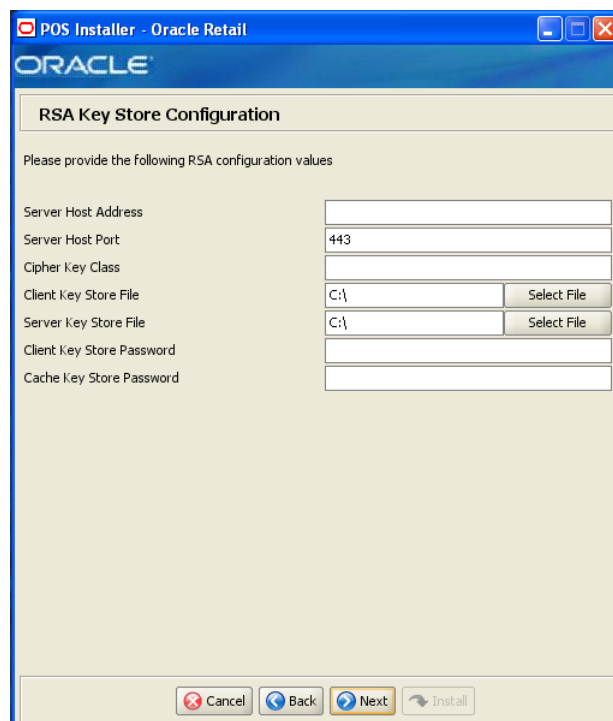 POS Installer - Oracle Retail
ORACLE
RSA Key Store Configuration
Please provide the following RSA configuration values
Server Host Address
Server Host Port 443
Cipher Key Class
Client Key Store File C:\ Select File
Server Key Store File C:\ Select File
Client Key Store Password
Cache Key Store Password
Cancel Back Next Install